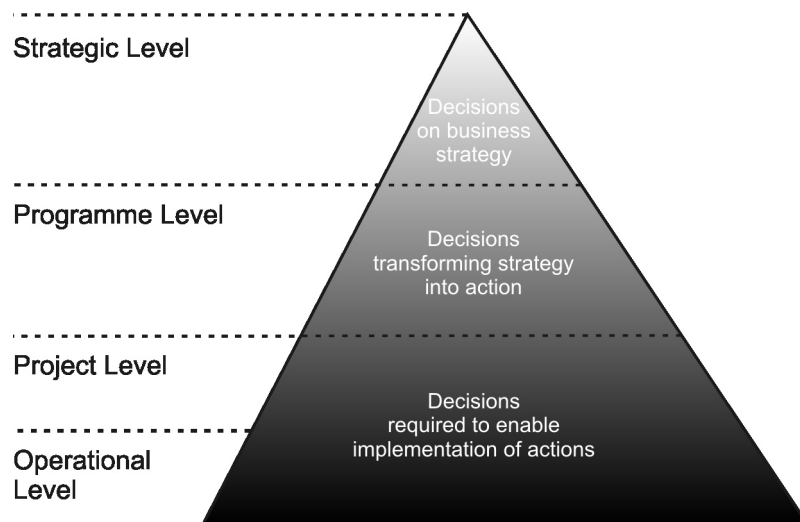 Strategic Level
Decisions
on business
strategy
Programme Level
Decisions
transforming strategy
into action
Project Level
Decisions
required to enable
implementation of actions
Operational
Level